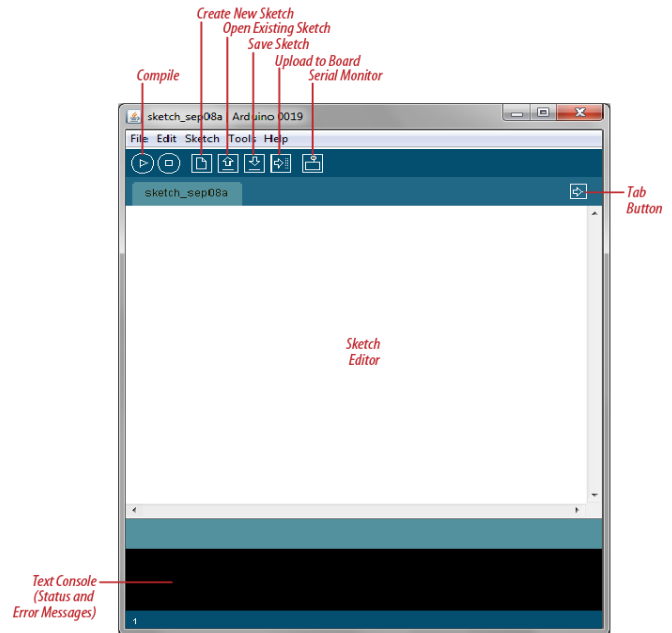 Create New Sketch
Open Existing Sketch
Save Sketch
Upload to Board
Compile
Serial Monitor
sketch_sep08a Arduino 0019
File Edit Sketch Tools Help
sketch_sep08a
Tab
Button
Sketch
Editor
Text Console
(Status and
Error Messages)
1